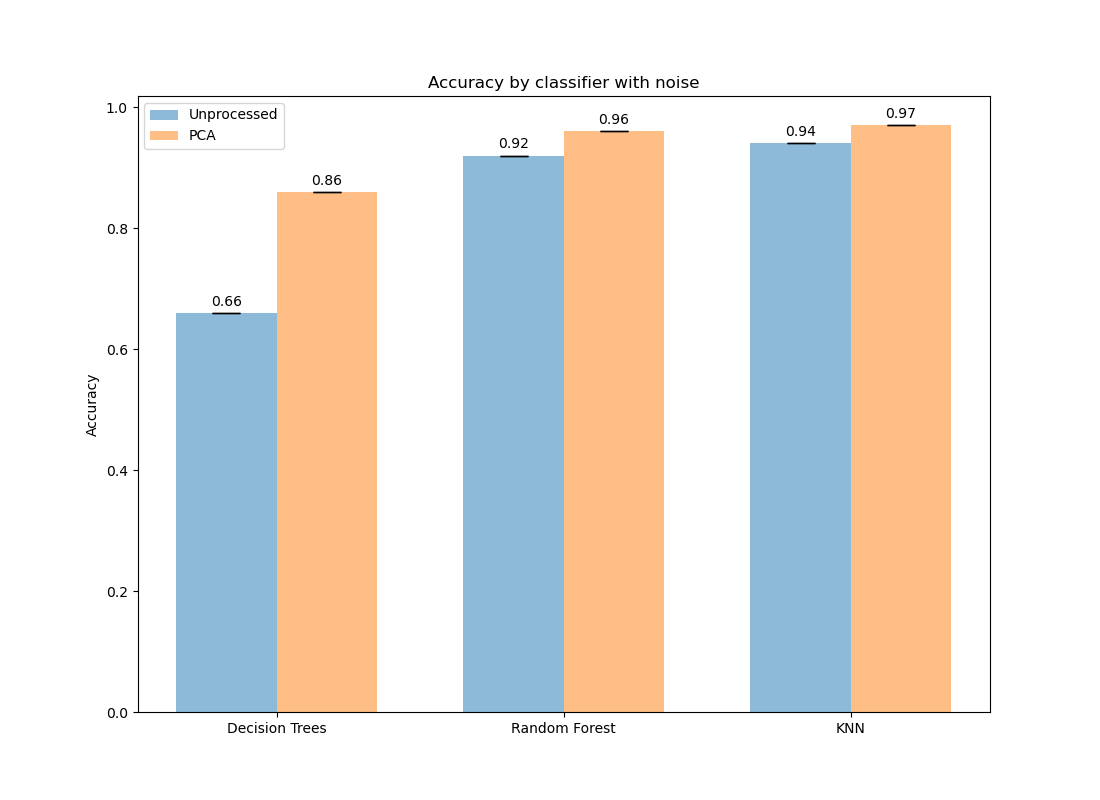 Accuracy by classifier with noise
Unprocessed
PCA
1.0
0.8
0.6
0.4
0.2
0.0
Accuracy
0.66
0.86
0.92
0.96
0.94
0.97
Decision Trees
Random Forest
KNN